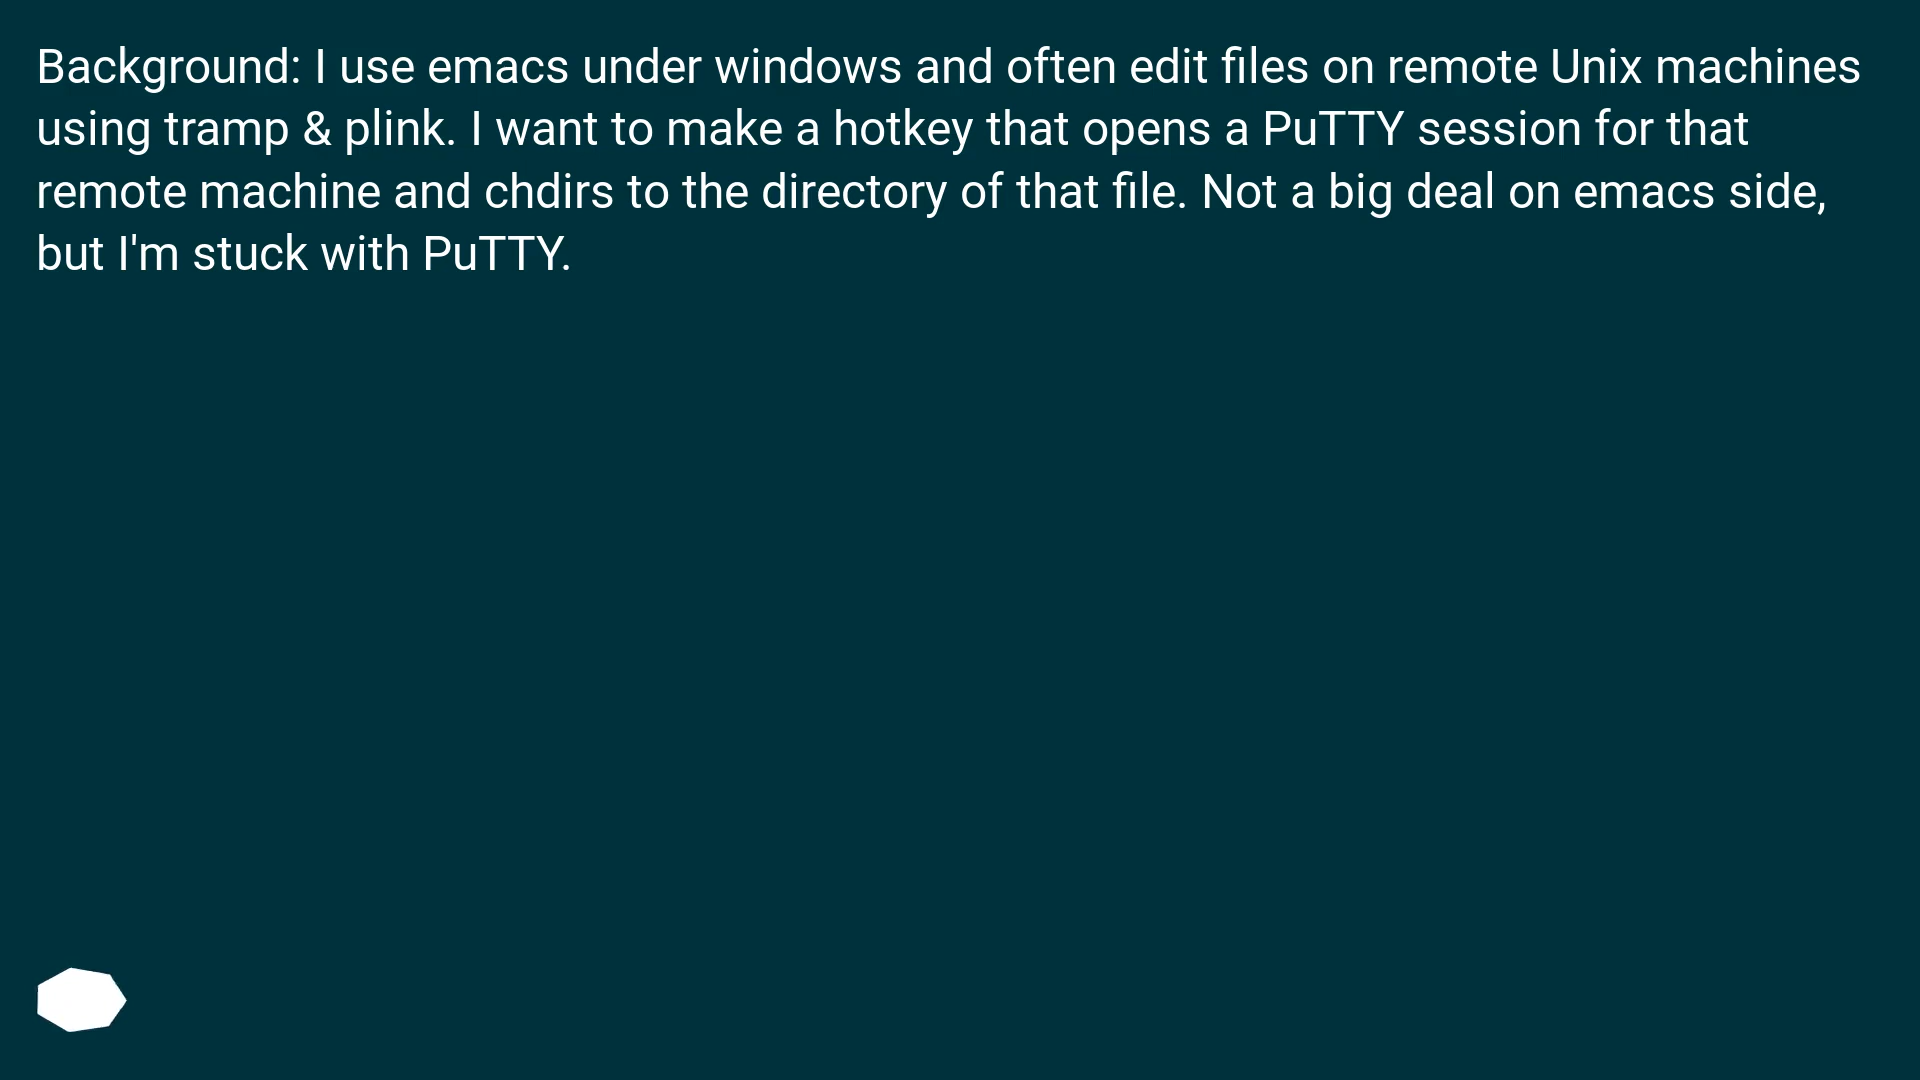 Background: I use emacs under windows and often edit files on remote Unix machines
using tramp & plink. I want to make a hotkey that opens a PuTTY session for that
remote machine and chdirs to the directory of that file. Not a big deal on emacs side,
but I'm stuck with PuTTY.